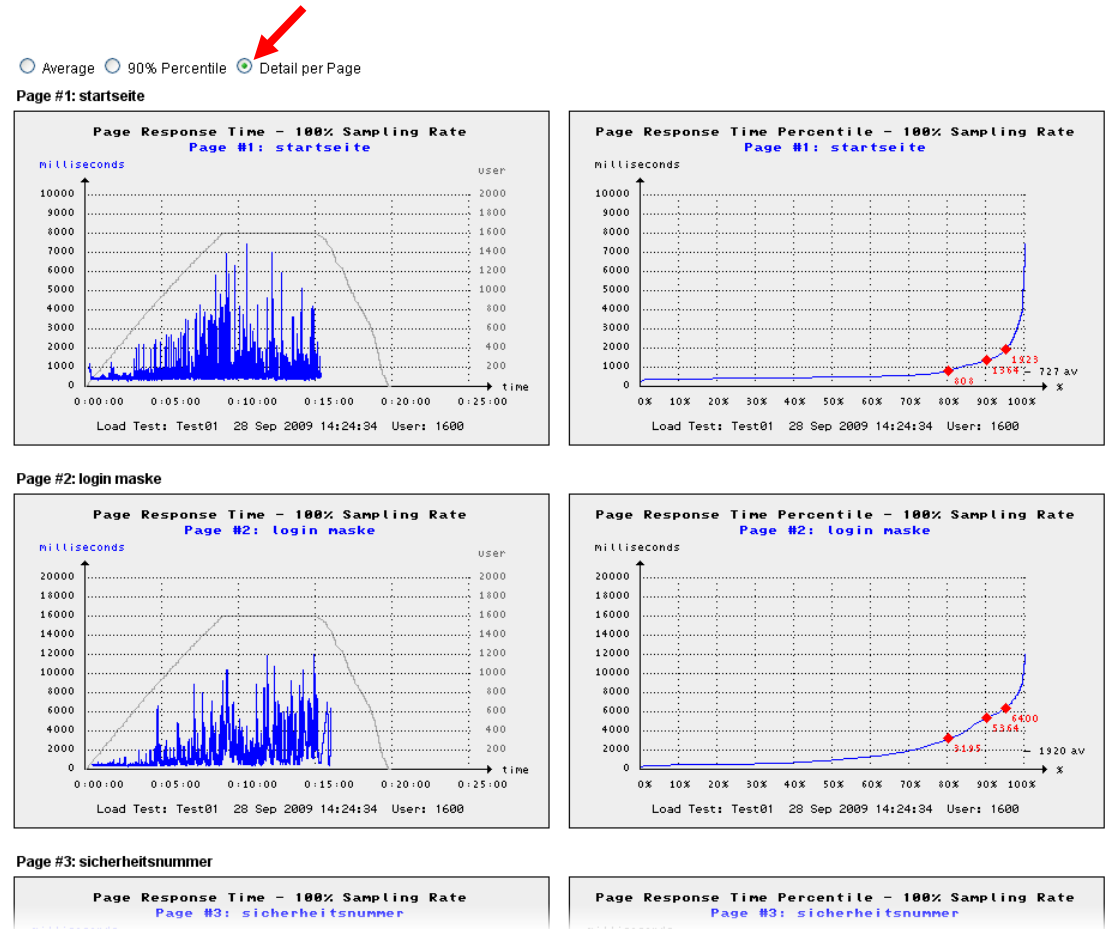 Average 90% Percentile Detail per Page
Page #1: startseite
Page Response Time - 100% Sampling Rate
Page #1: startseite
milliseconds
user
10000
9000
8000
7000
6000
5000
4000
3000
2000
1000
0
2000
1800
1600
1400
1200
1000
800
600
400
200
time
0:00:00 0:05:00 0:10:00 0:15:00 0:20:00 0:25:00
Load Test: Test01 28 Sep 2009 14:24:34 User: 1600
Page Response Time Percentile - 100% Sampling Rate
Page #1: startseite
milliseconds
10000
9000
8000
7000
6000
5000
4000
3000
2000
1000
0
1923
1364
808
727 av
%
0% 10% 20% 30% 40% 50% 60% 70% 80% 90% 100%
Load Test: Test01 28 Sep 2009 14:24:34 User: 1600
Page #2: login maske
Page Response Time - 100% Sampling Rate
Page #2: login maske
milliseconds
user
20000
18000
16000
14000
12000
10000
8000
6000
4000
2000
0
2000
1800
1600
1400
1200
1000
800
600
400
200
time
0:00:00 0:05:00 0:10:00 0:15:00 0:20:00 0:25:00
Load Test: Test01 28 Sep 2009 14:24:34 User: 1600
Page Response Time Percentile - 100% Sampling Rate
Page #2: login maske
milliseconds
20000
18000
16000
14000
12000
10000
8000
6000
4000
2000
0
6400
5364
3195
1920 av
%
0% 10% 20% 30% 40% 50% 60% 70% 80% 90% 100%
Load Test: Test01 28 Sep 2009 14:24:34 User: 1600
Page #3: sicherheitsnummer
Page Response Time - 100% Sampling Rate
Page #3: sicherheitsnummer
Page Response Time Percentile - 100% Sampling Rate
Page #3: sicherheitsnummer